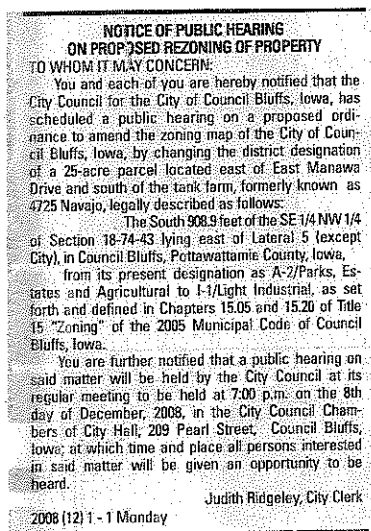 NOTICE OF PUBLIC HEARING
ON PROPOSED REZONING OF PROPERTY
TO WHOM IT MAY CONCERN:
You and each of you are hereby notified that the
City Council for the City of Council Bluffs, Iowa, has
scheduled a public hearing on a proposed ordi-
nance to amend the zoning map of the City of Coun-
cil Bluffs, Iowa, by changing the district designation
of a 25-acre parcel located east of East Manawa
Drive and south of the tank farm, formerly known as
4725 Navajo, legally described as follows:
The South 908.9 feet of the SE 1/4 NW 1/4
of Section 18-74-43 lying east of Lateral 5 (except
City), in Council Bluffs, Pottawattamie County, Iowa,
from its present designation as A-2/Parks, Es-
tates and Agricultural to I-1/Light Industrial, as set
forth and defined in Chapters 15.05 and 15.20 of Title
15 "Zoning" of the 2005 Municipal Code of Council
Bluffs, Iowa.
You are further notified that a public hearing on
said matter will be held by the City Council at its
regular meeting to be held at 7:00 p.m. on the 8th
day of December, 2008, in the City Council Cham-
bers of City Hall, 209 Pearl Street, Council Bluffs,
Iowa; at which time and place all persons interested
in said matter will be given an opportunity to be
heard.
Judith Ridgeley, City Clerk
2008 (12) 1 - 1 Monday